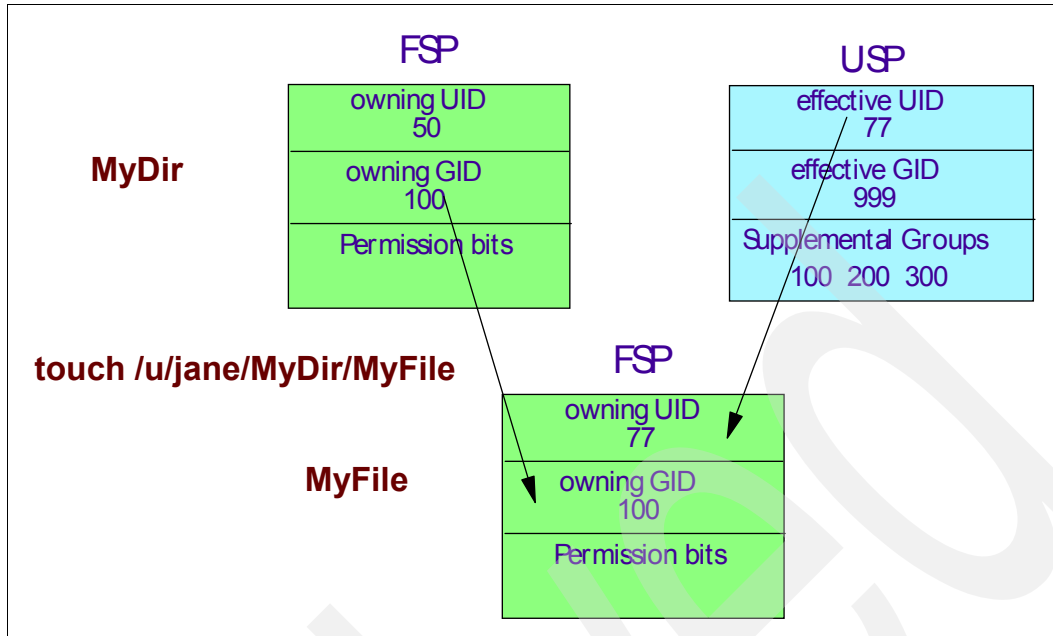 FSP
USP
MyDir
owning UID
50
owning GID
100
Permission bits
effective UID
77
effective GID
999
Supplemental Groups
100 200 300
touch /u/jane/MyDir/MyFile
FSP
MyFile
owning UID
77
owning GID
100
Permission bits